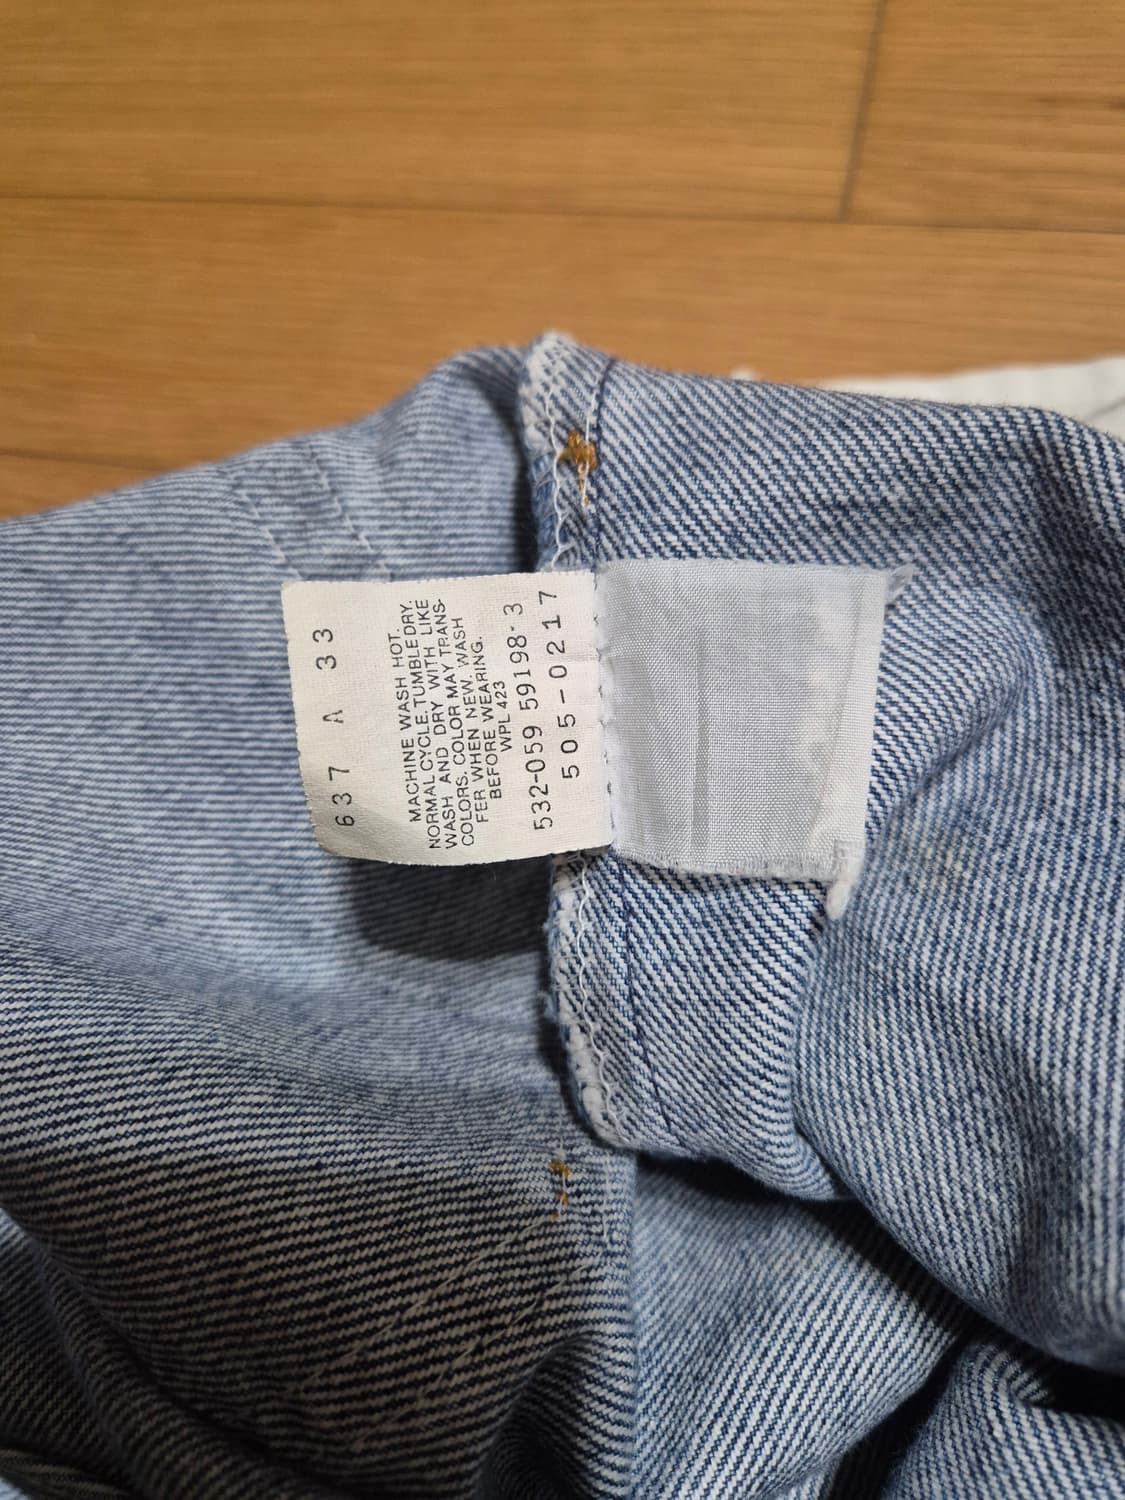 637 A 33
MACHINE WASH HOT.
NORMAL CYCLE.TUMBLE DRY.
WASH AND DRY WITH LIKE
COLORS. COLOR MAY TRANS-
FER WHEN NEW. WASH
BEFORE WEARING.
WPL 423
532-059 59198-3
505-0217